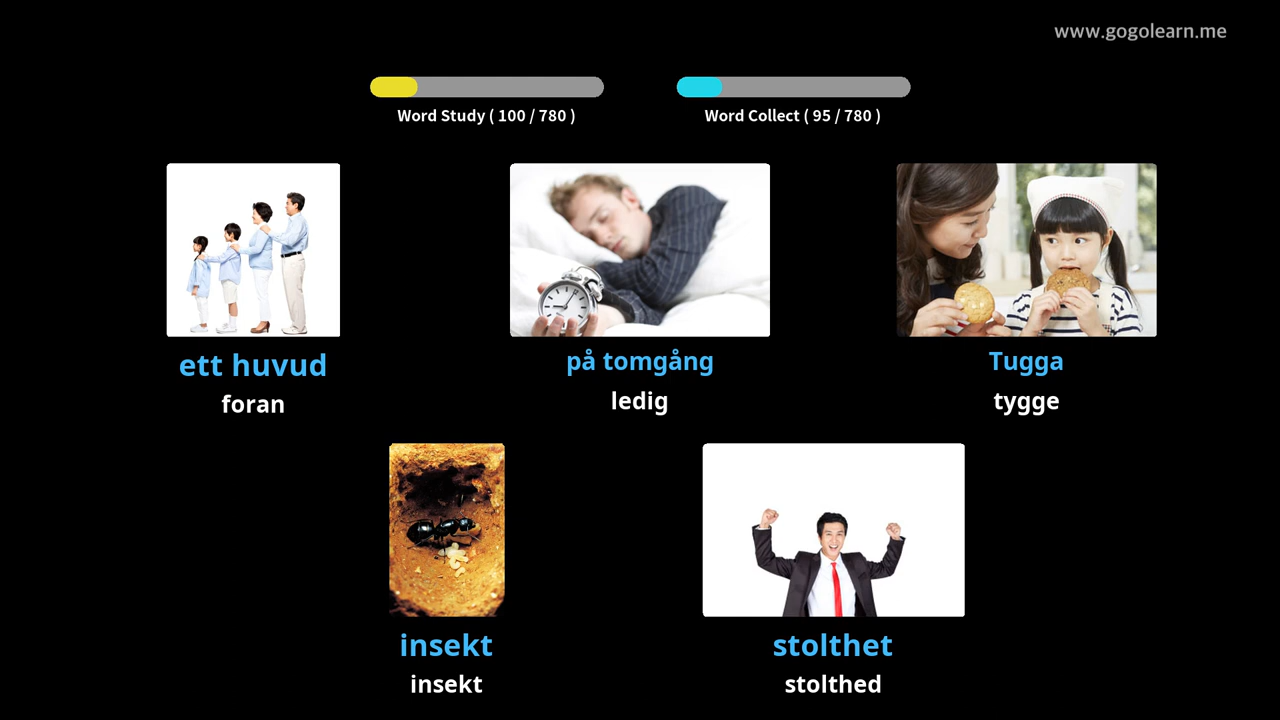 www.gogolearn.me
Word Study ( 100 / 780 )
Word Collect ( 95 / 780 )
ett huvud
foran
på tomgång
ledig
Tugga
tygge
insekt
insekt
stolthet
stolthed